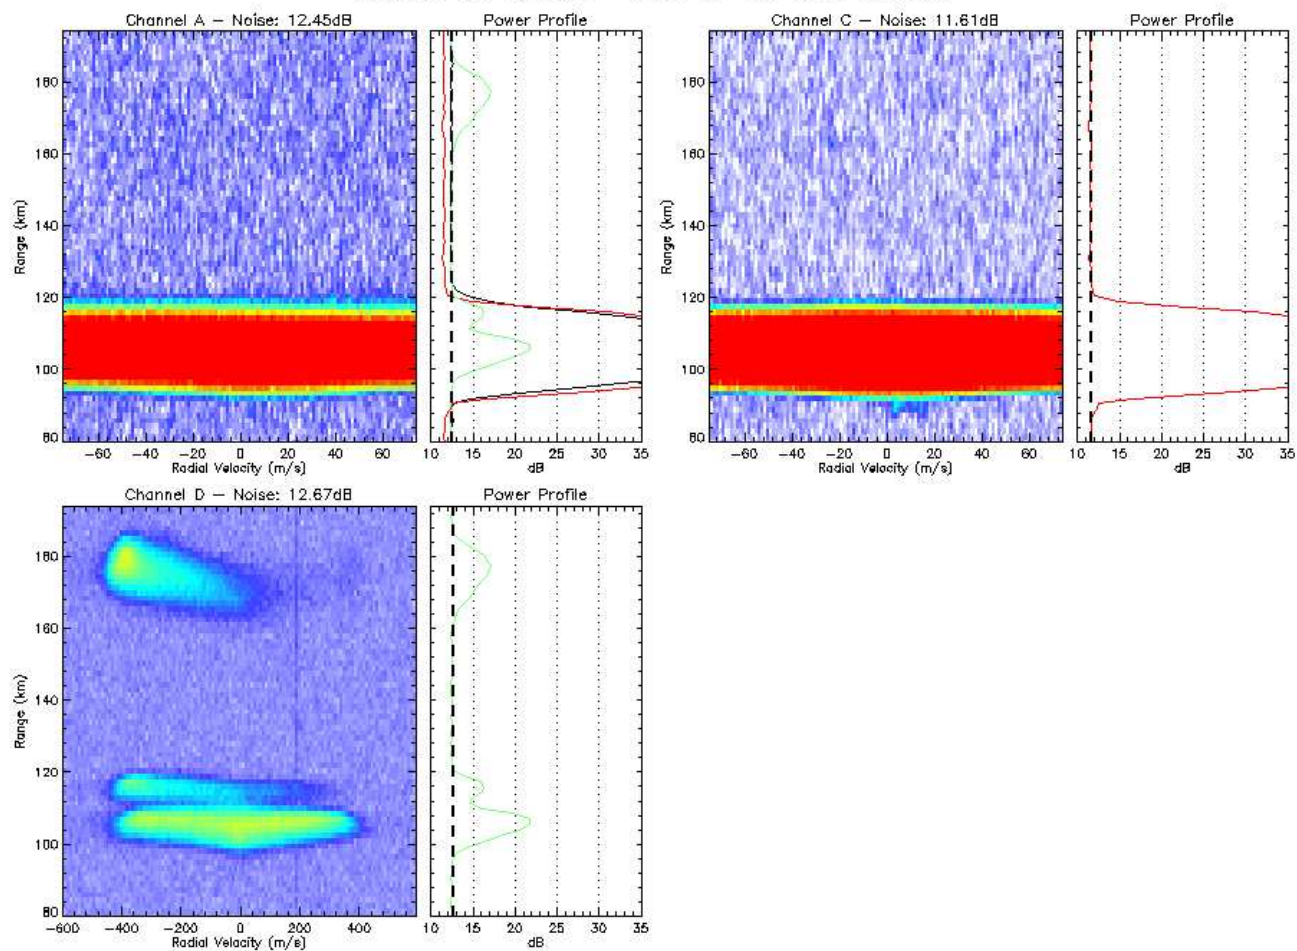 Channel A – Noise: 12.45dB
Power Profile
Channel C – Noise: 11.61dB
Power Profile
180
160
140
120
100
80
Range (km)
−60 −40 −20 0 20 40 60
Radial Velocity (m/s)
10 15 20 25 30 35
dB
180
160
140
120
100
80
Range (km)
−60 −40 −20 0 20 40 60
Radial Velocity (m/s)
10 15 20 25 30 35
dB
Channel D – Noise: 12.67dB
Power Profile
180
160
140
120
100
80
Range (km)
−600 −400 −200 0 200 400
Radial Velocity (m/s)
10 15 20 25 30 35
dB